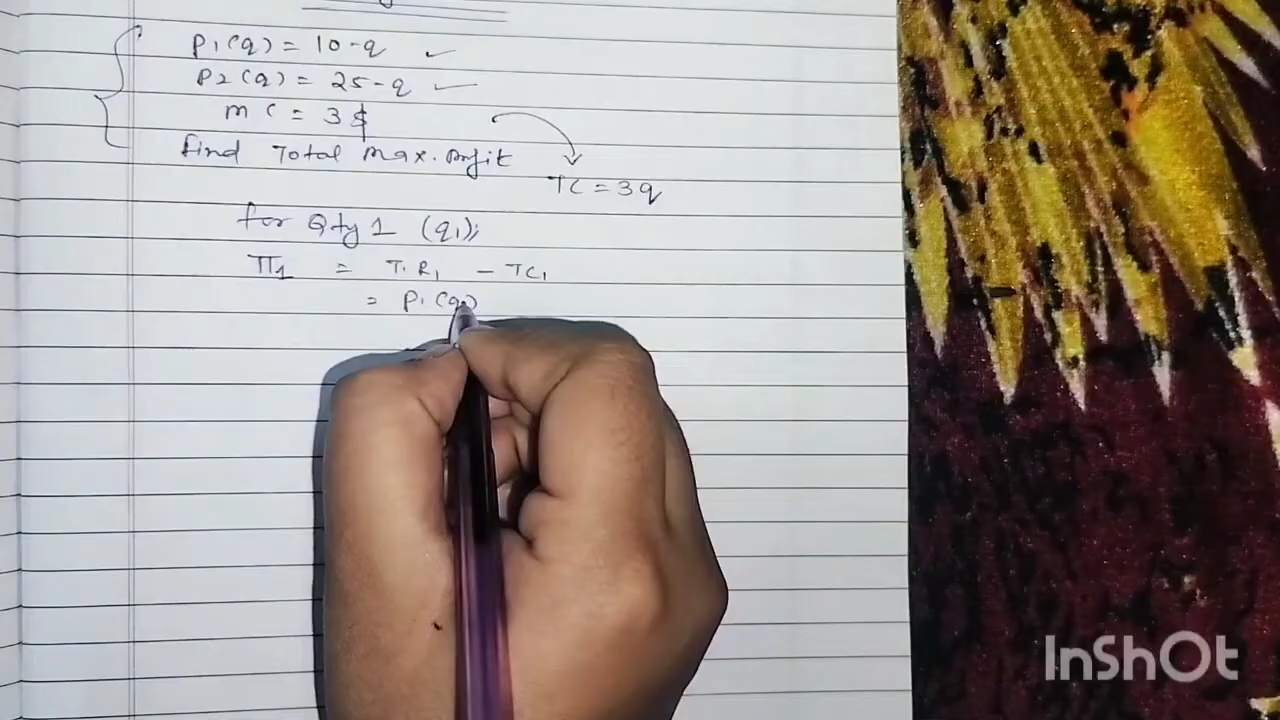 P1(q) = 10-q
P2(q) = 25-q
MC = 3$
Find Total Max. profit
TC = 3q
for Qty 1 (q1);
π1 = T.R1 - TC1
= P1(q)
InShOt